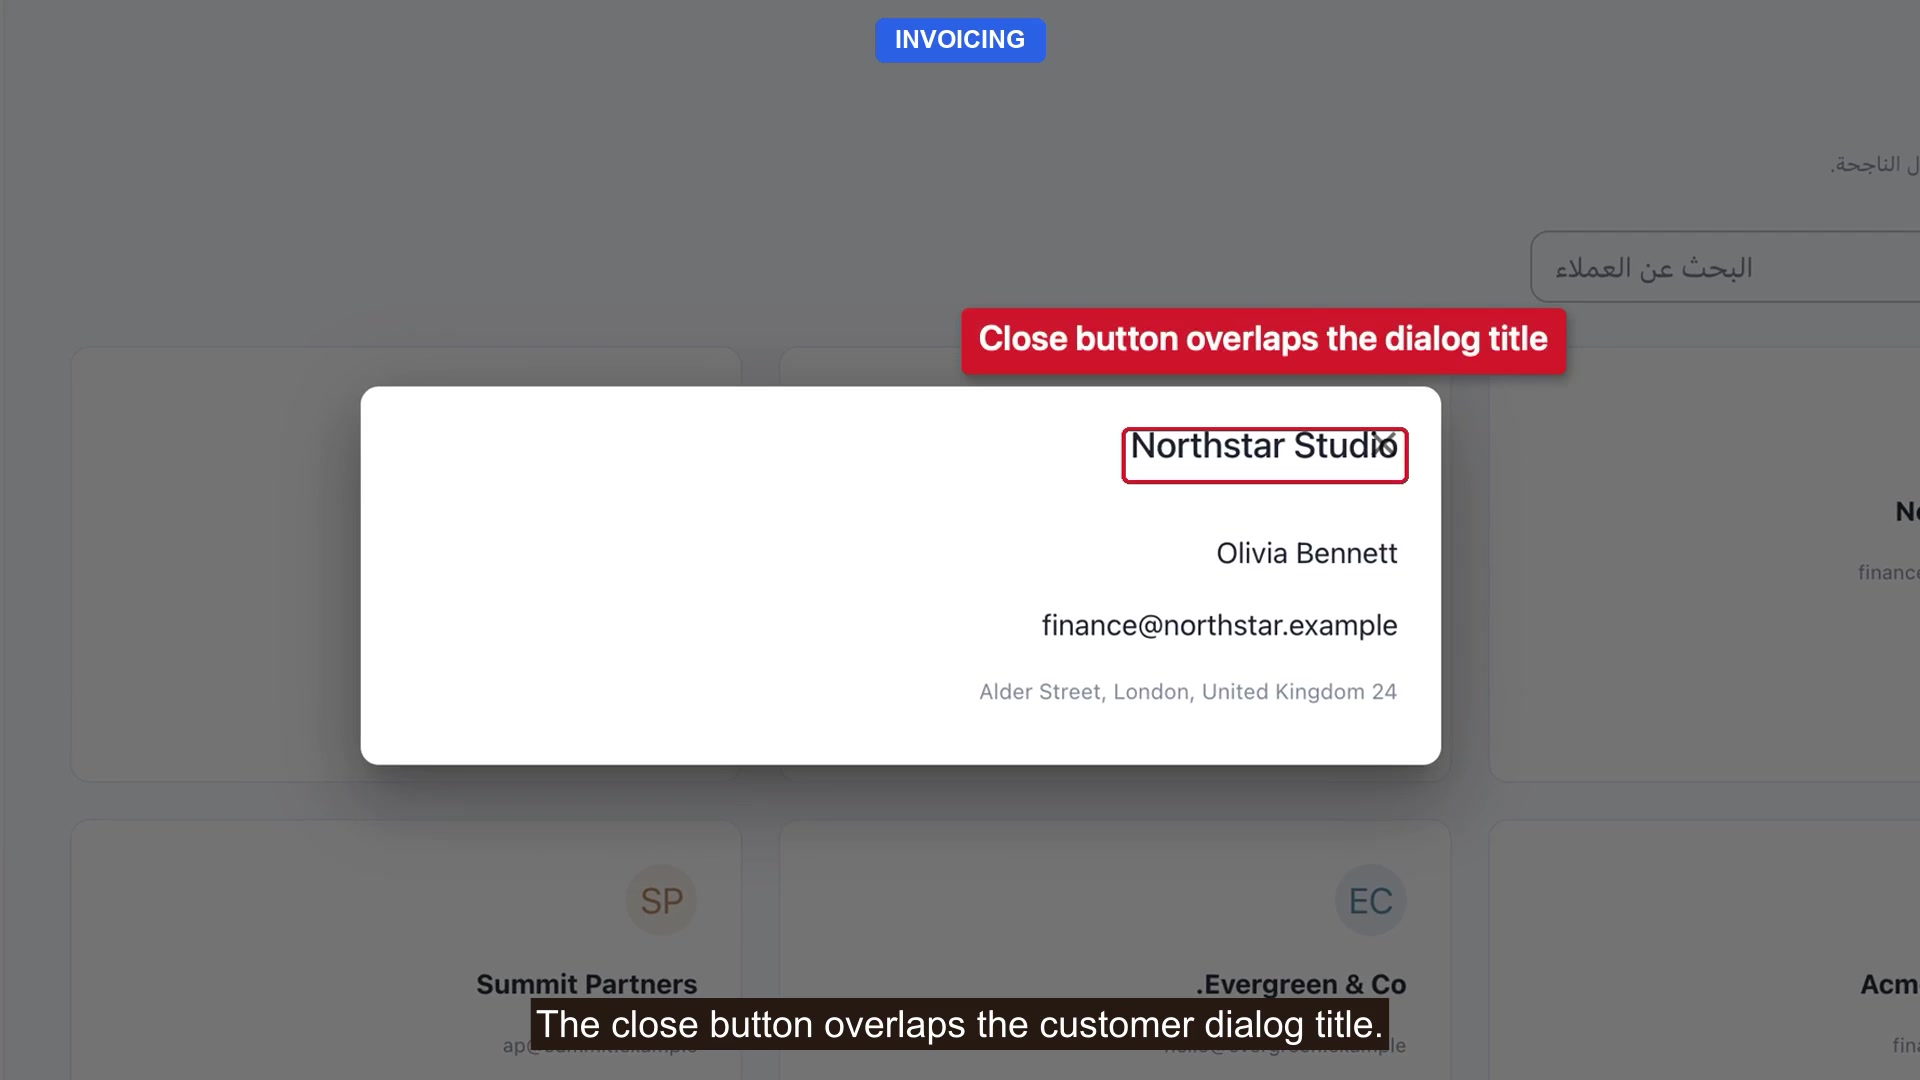 INVOICING
ل الناجحة.
البحث عن العملاء
Close button overlaps the dialog title
Northstar Studio
Olivia Bennett
finance@northstar.example
Alder Street, London, United Kingdom 24
finance
SP
EC
Summit Partners
.Evergreen & Co
Acm
The close button overlaps the customer dialog title.